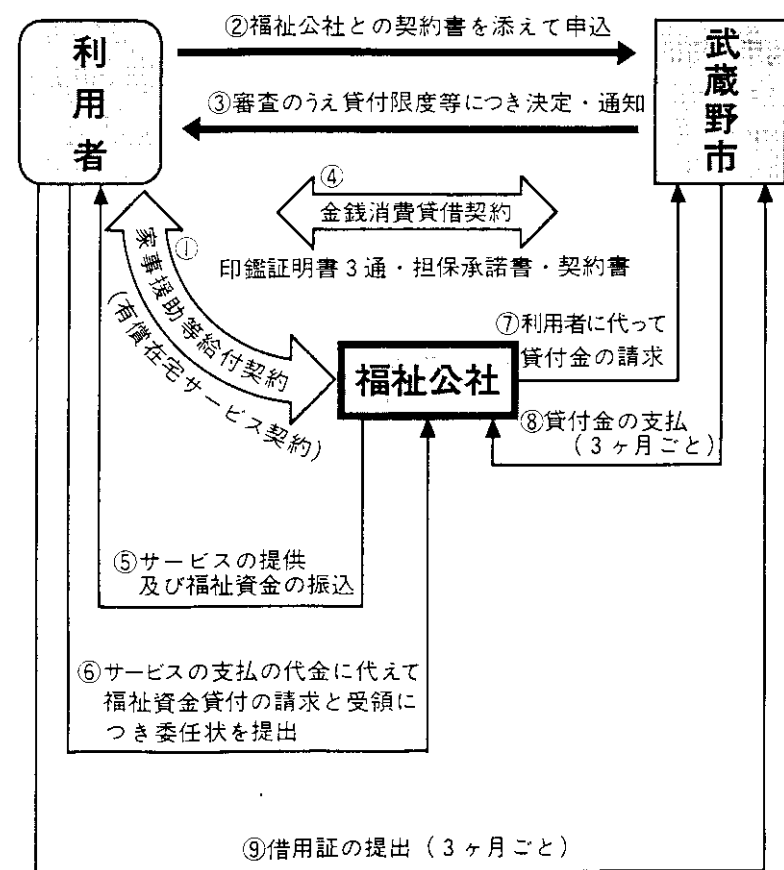 利用者
②福祉公社との契約書を添えて申込
武蔵野市
③審査のうえ貸付限度等につき決定・通知
④
金銭消費貸借契約
印鑑証明書3通・担保承諾書・契約書
①
家事援助等給付契約
(有償在宅サービス契約)
福祉公社
⑦利用者に代って
貸付金の請求
⑧貸付金の支払
(3ヶ月ごと)
⑤サービスの提供
及び福祉資金の振込
⑥サービスの支払の代金に代えて
福祉資金貸付の請求と受領に
つき委任状を提出
⑨借用証の提出(3ヶ月ごと)